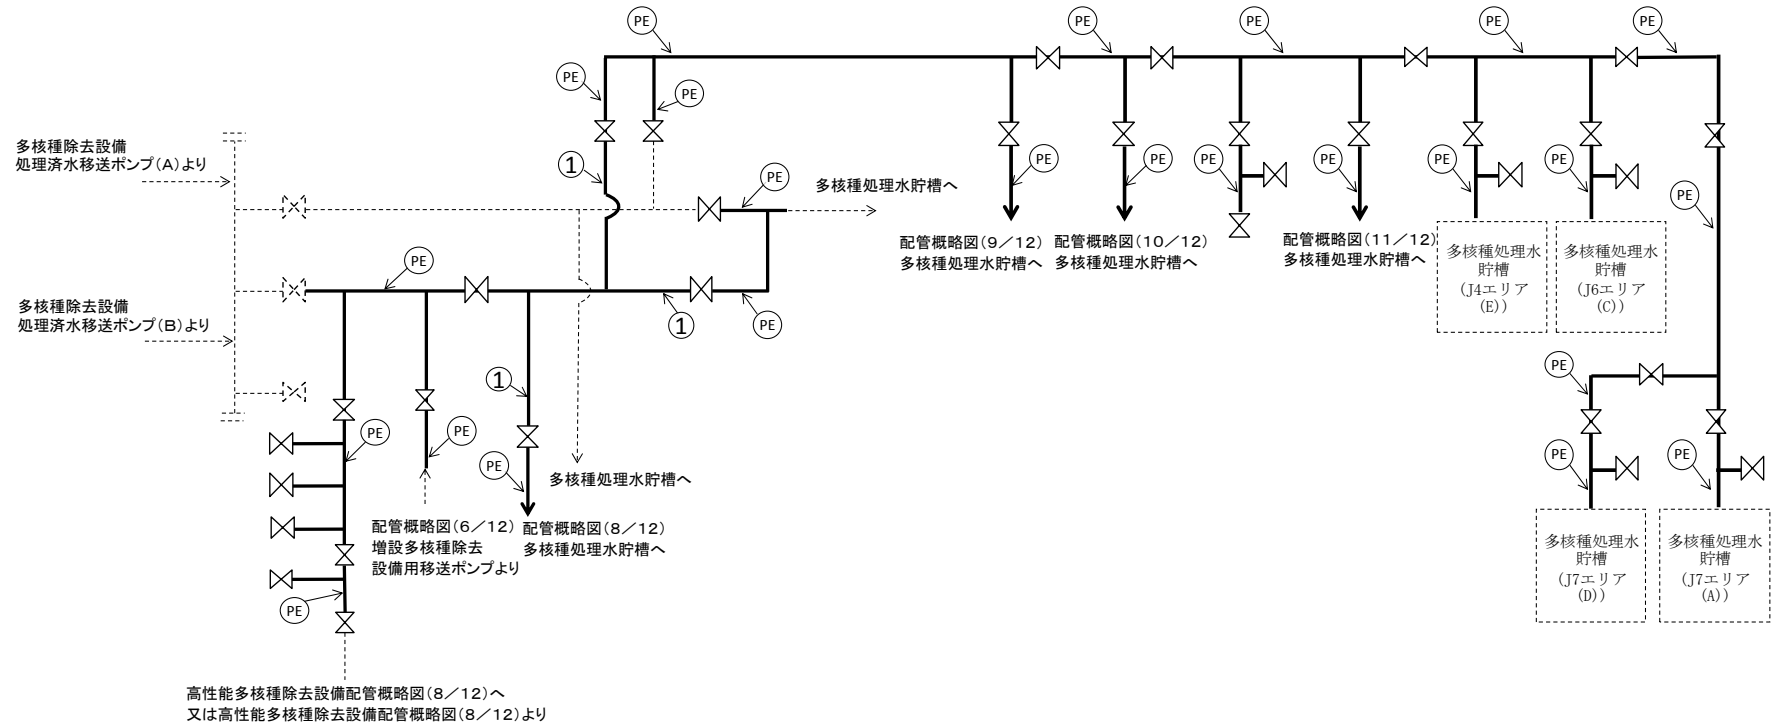 PE
PE
PE
PE
PE
PE
PE
多核種除去設備
処理済水移送ポンプ(A)より
①
PE
PE
PE
PE
PE
PE
PE
多核種処理水貯槽へ
PE
配管概略図(9/12)
多核種処理水貯槽へ
配管概略図(10/12)
多核種処理水貯槽へ
配管概略図(11/12)
多核種処理水貯槽へ
多核種処理水
貯槽
(J4エリア
(E))
多核種処理水
貯槽
(J6エリア
(C))
PE
多核種除去設備
処理済水移送ポンプ(B)より
①
PE
①
PE
PE
PE
PE
PE
PE
多核種処理水貯槽へ
配管概略図(6/12)
増設多核種除去
設備用移送ポンプより
配管概略図(8/12)
多核種処理水貯槽へ
多核種処理水
貯槽
(J7エリア
(D))
多核種処理水
貯槽
(J7エリア
(A))
PE
高性能多核種除去設備配管概略図(8/12)へ
又は高性能多核種除去設備配管概略図(8/12)より